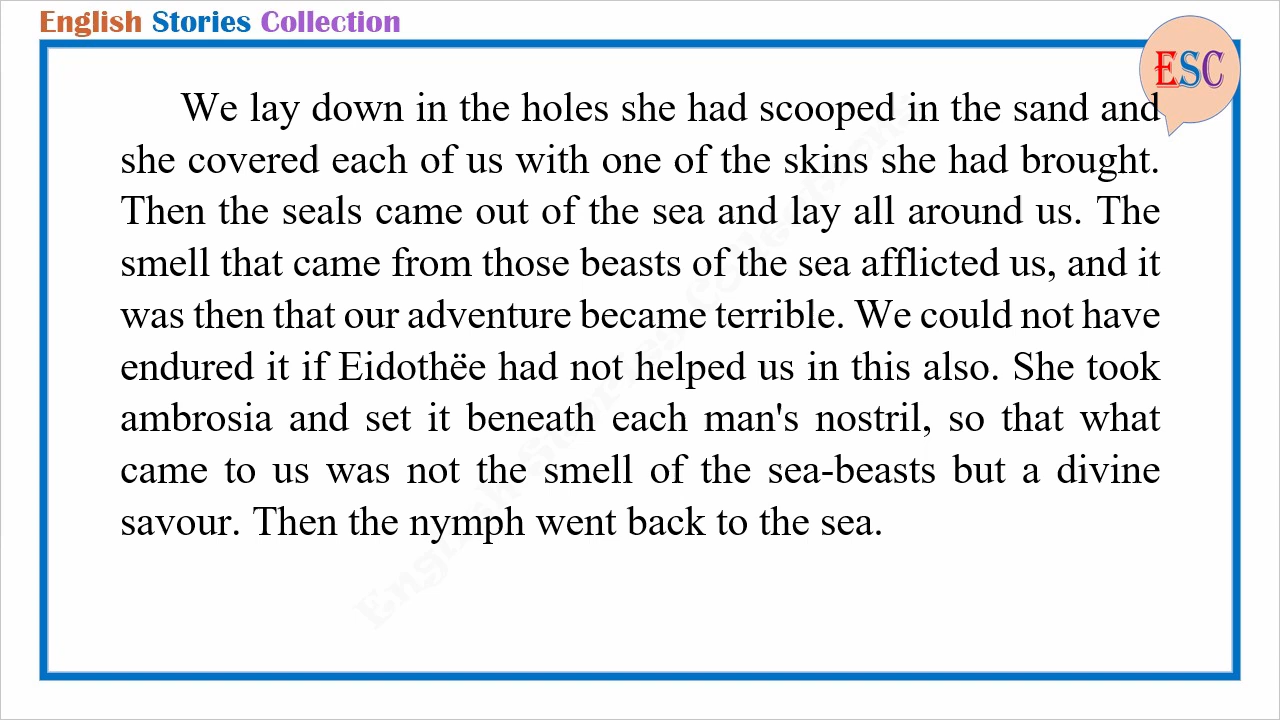 English Stories Collection
ESC
We lay down in the holes she had scooped in the sand and
she covered each of us with one of the skins she had brought.
Then the seals came out of the sea and lay all around us. The
smell that came from those beasts of the sea afflicted us, and it
was then that our adventure became terrible. We could not have
endured it if Eidothëe had not helped us in this also. She took
ambrosia and set it beneath each man's nostril, so that what
came to us was not the smell of the sea-beasts but a divine
savour. Then the nymph went back to the sea.